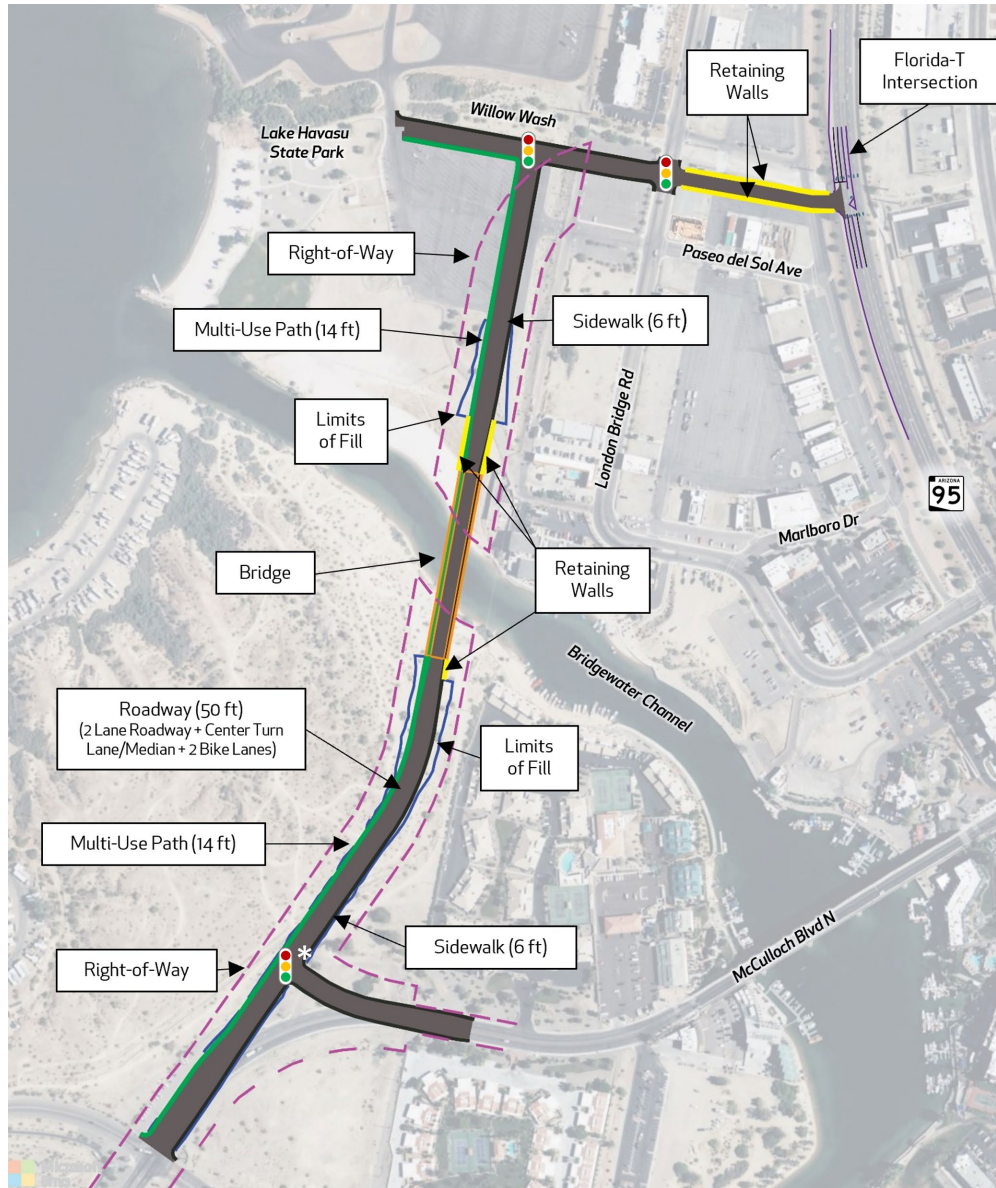 Willow Wash
Lake Havasu
State Park
Retaining
Walls
Florida-T
Intersection
Right-of-Way
Paseo del Sol Ave
Multi-Use Path (14 ft)
Sidewalk (6 ft)
Limits
of Fill
London Bridge Rd
ARIZONA
95
Marlboro Dr
Bridge
Retaining
Walls
Bridgewater Channel
Roadway (50 ft)
(2 Lane Roadway + Center Turn
Lane/Median + 2 Bike Lanes)
Limits
of Fill
Multi-Use Path (14 ft)
*
Sidewalk (6 ft)
McCulloch Blvd N
Right-of-Way